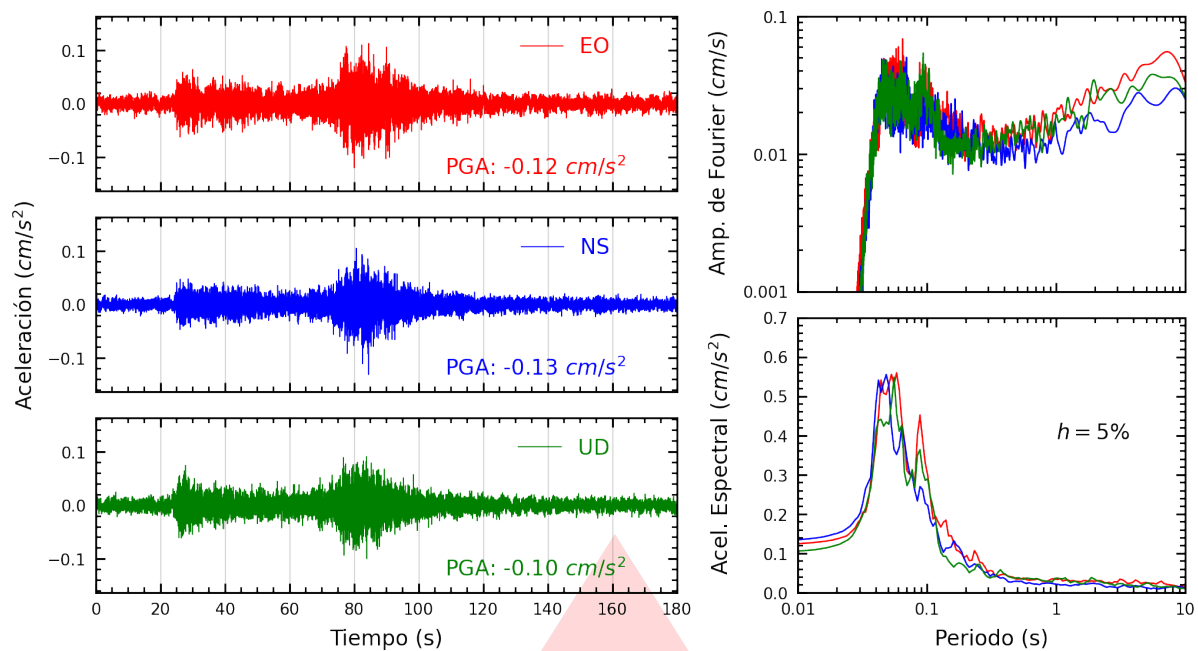 Aceleración (cm/s²)
0.1
0.0
−0.1
EO
PGA: -0.12 cm/s²
0.1
0.0
−0.1
NS
PGA: -0.13 cm/s²
0.1
0.0
−0.1
UD
PGA: -0.10 cm/s²
0 20 40 60 80 100 120 140 160 180
Tiempo (s)
Amp. de Fourier (cm/s)
0.1
0.01
0.001
Acel. Espectral (cm/s²)
0.7
0.6
0.5
0.4
0.3
0.2
0.1
0.0
h = 5%
0.01 0.1 1 10
Periodo (s)